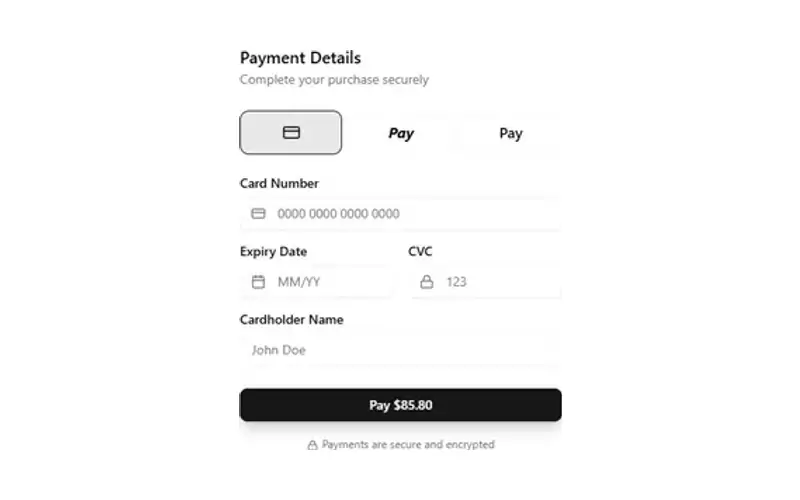 Payment Details
Complete your purchase securely
Pay Pay
Card Number
0000 0000 0000 0000
Expiry Date CVC
MM/YY 123
Cardholder Name
John Doe
Pay $85.80
Payments are secure and encrypted